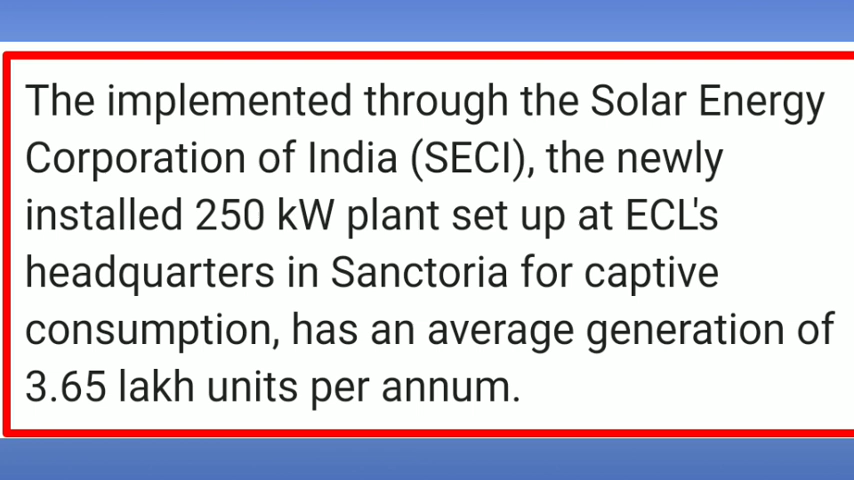 The implemented through the Solar Energy
Corporation of India (SECI), the newly
installed 250 kW plant set up at ECL's
headquarters in Sanctoria for captive
consumption, has an average generation of
3.65 lakh units per annum.